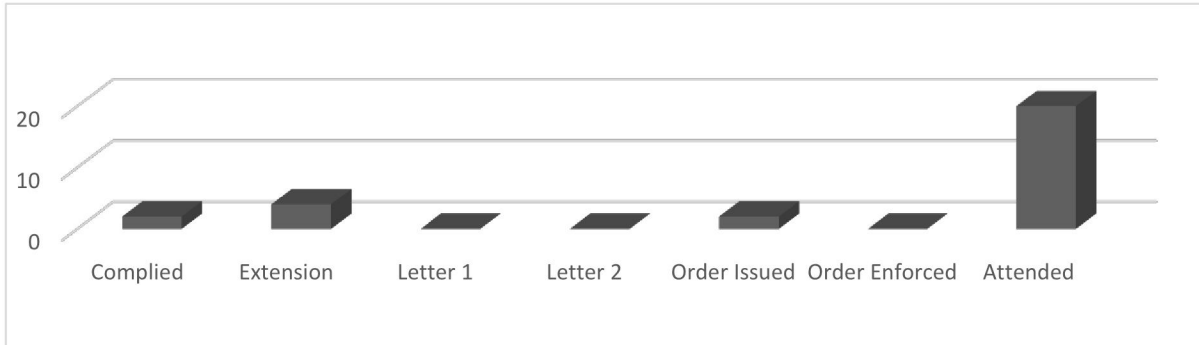 20
10
0
Complied Extension Letter 1 Letter 2 Order Issued Order Enforced Attended